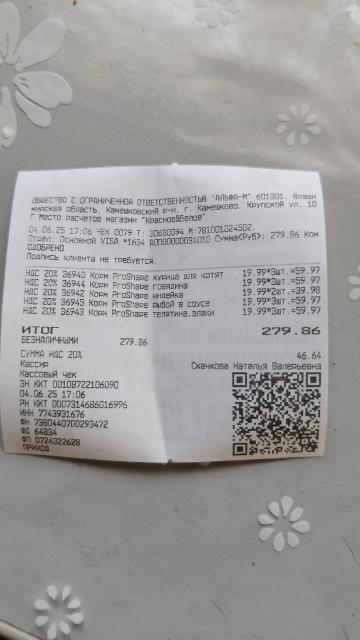 ОБЩЕСТВО С ОГРАНИЧЕННОЙ ОТВЕТСТВЕННОСТЬЮ "АЛЬФА-М" 601301. Влади
мирская область. Камешковский р-н. г. Камешково. Крупской ул. 10
г Место расчетов магазин "Красное&Белое"
04.06.25 17:06 ЧЕК 0079 Т: 30650094 М:781001024502.
Отдел: Основной VISA *1634 Сумма<Руб>: 279.86 Ком
ОДОБРЕНО
Подпись клиента не требуется.
НДС 20% 36940 Корм ProShape курица для котят 19.99*3шт.=59.97
НДС 20% 36944 Корм ProShape говядина 19.99*3шт.=59.97
НДС 20% 36942 Корм ProShape индейка 19.99*2шт.=39.98
НДС 20% 36945 Корм ProShape рыбой в соусе 19.99*3шт.=59.97
НДС 20% 36943 Корм ProShape телятина.злаки 19.99*3шт.=59.97
ИТОГ 279.86
БЕЗНАЛИЧНЫМИ 279.86
СУММА НДС 20% 46.64
Кассир Скачкова Наталья Валерьевна
Кассовый чек
ЗН ККТ 00108722106090
04.06.25 17:06
РН ККТ 0007314686016996
ИНН 7743931676
ФН 7380440700293472
ФД 64834
ФП 0724322628
ПРИХОД